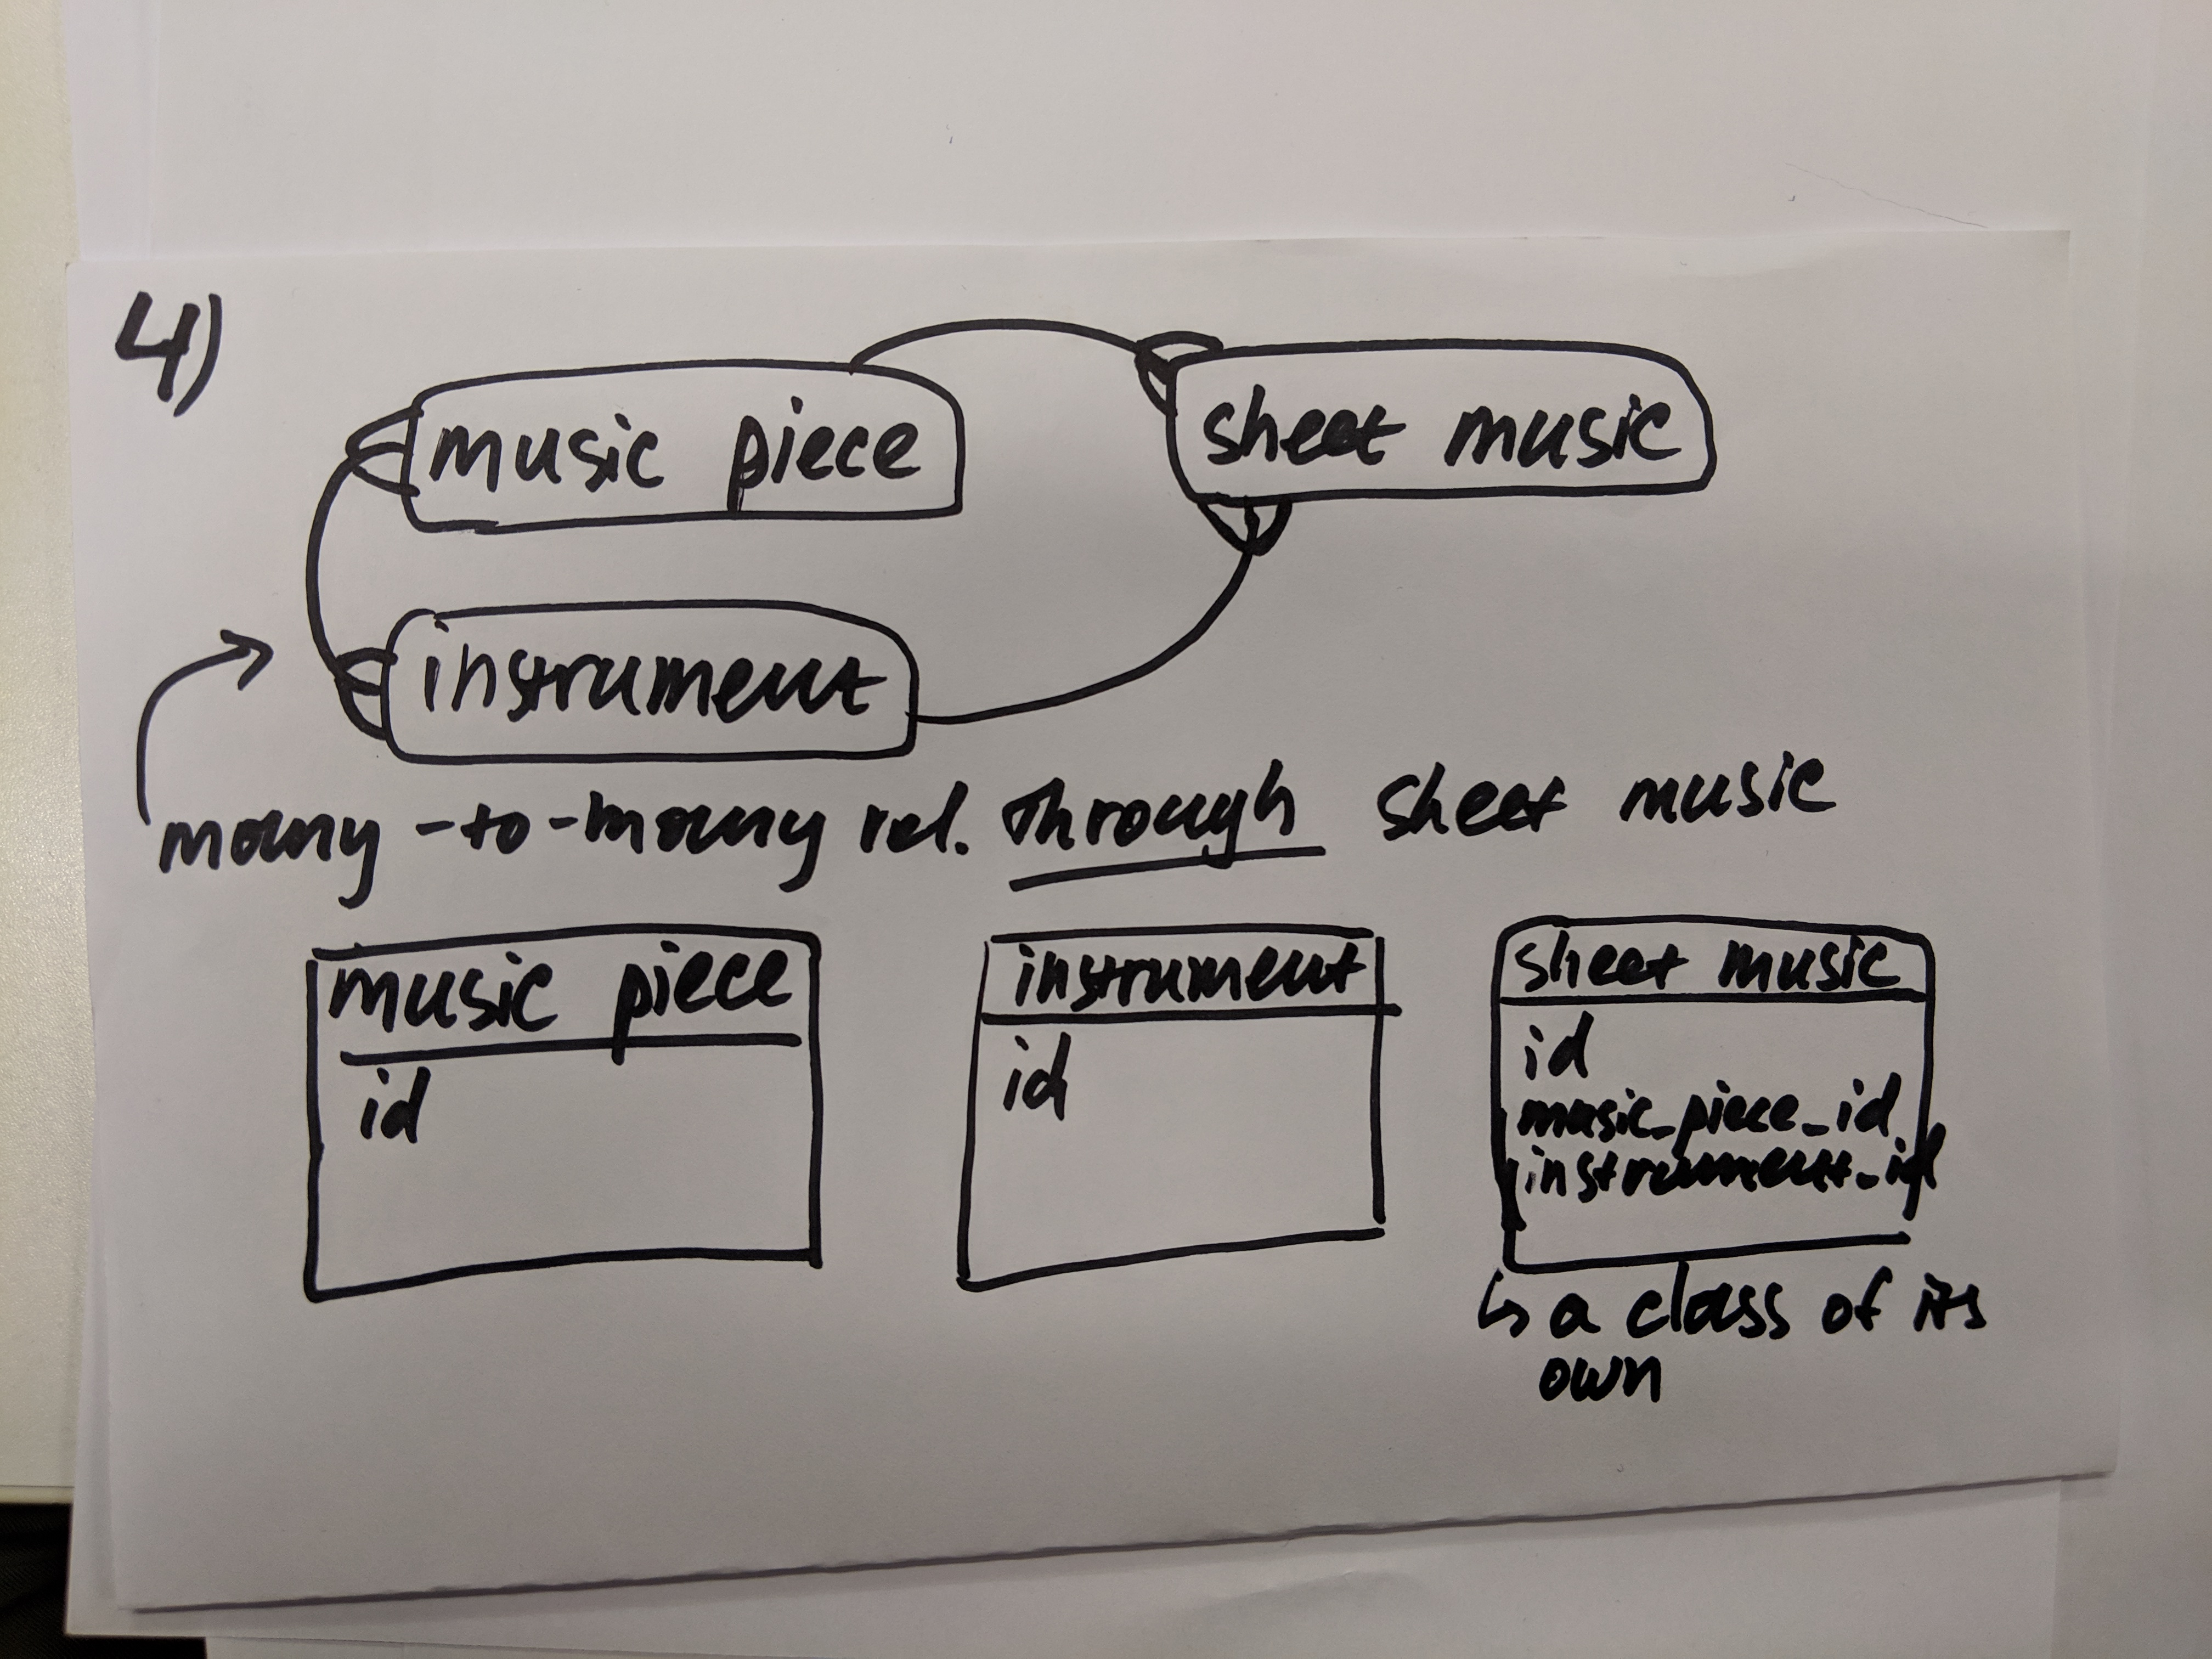 4)
music piece
sheet music
instrument
many-to-many rel. through sheet music
music piece
id
instrument
id
sheet music
id
music_piece_id
instrument_id
↳ a class of its
own